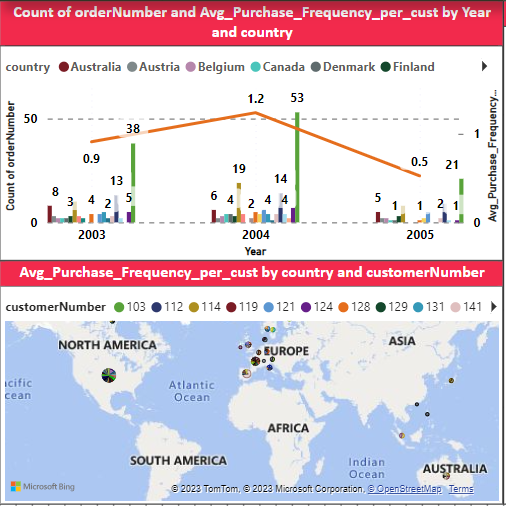 Count of orderNumber and Avg_Purchase_Frequency_per_cust by Year
and country
country Australia Austria Belgium Canada Denmark Finland
Count of orderNumber
50
0
8 3 0.9 4 2 13 38 5
6 4 19 1.2 2 4 14 4 53
5 1 0.5 1 5 2 1 21
1
0
Avg_Purchase_Frequency...
2003 2004 2005
Year
Avg_Purchase_Frequency_per_cust by country and customerNumber
customerNumber 103 112 114 119 121 124 128 129 131 141
NORTH AMERICA
EUROPE
ASIA
cific
Ocean
Atlantic
Ocean
AFRICA
SOUTH AMERICA
Indian
Ocean
AUSTRALIA
Microsoft Bing
© 2023 TomTom, © 2023 Microsoft Corporation, © OpenStreetMap Terms